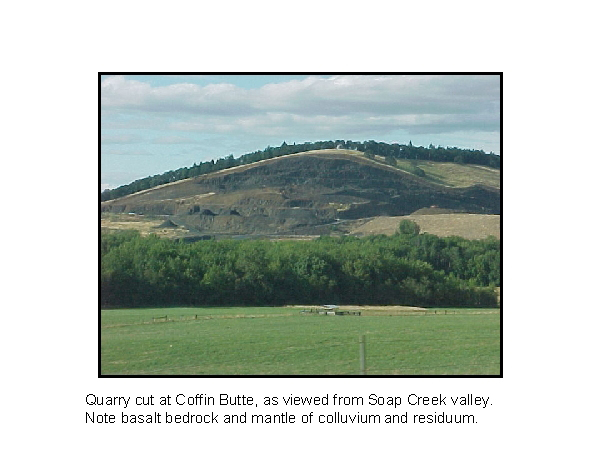 Quarry cut at Coffin Butte, as viewed from Soap Creek valley.
Note basalt bedrock and mantle of colluvium and residuum.